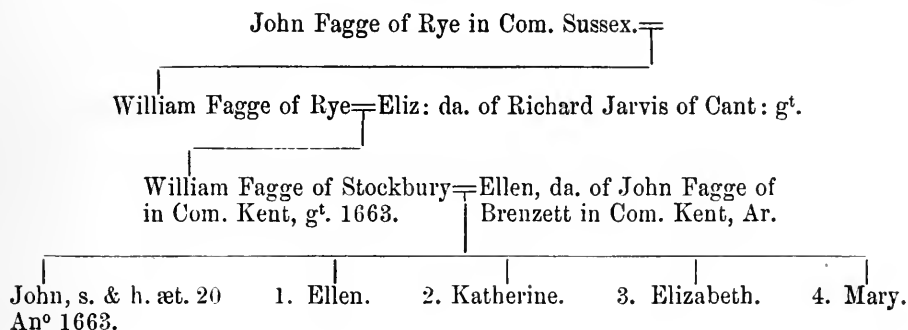 John Fagge of Rye in Com. Sussex.=
William Fagge of Rye=Eliz: da. of Richard Jarvis of Cant: gᵗ.
William Fagge of Stockbury=Ellen, da. of John Fagge of
in Com. Kent, gᵗ. 1663. Brenzett in Com. Kent, Ar.
John, s. & h. æt. 20 1. Ellen. 2. Katherine. 3. Elizabeth. 4. Mary.
Anº 1663.